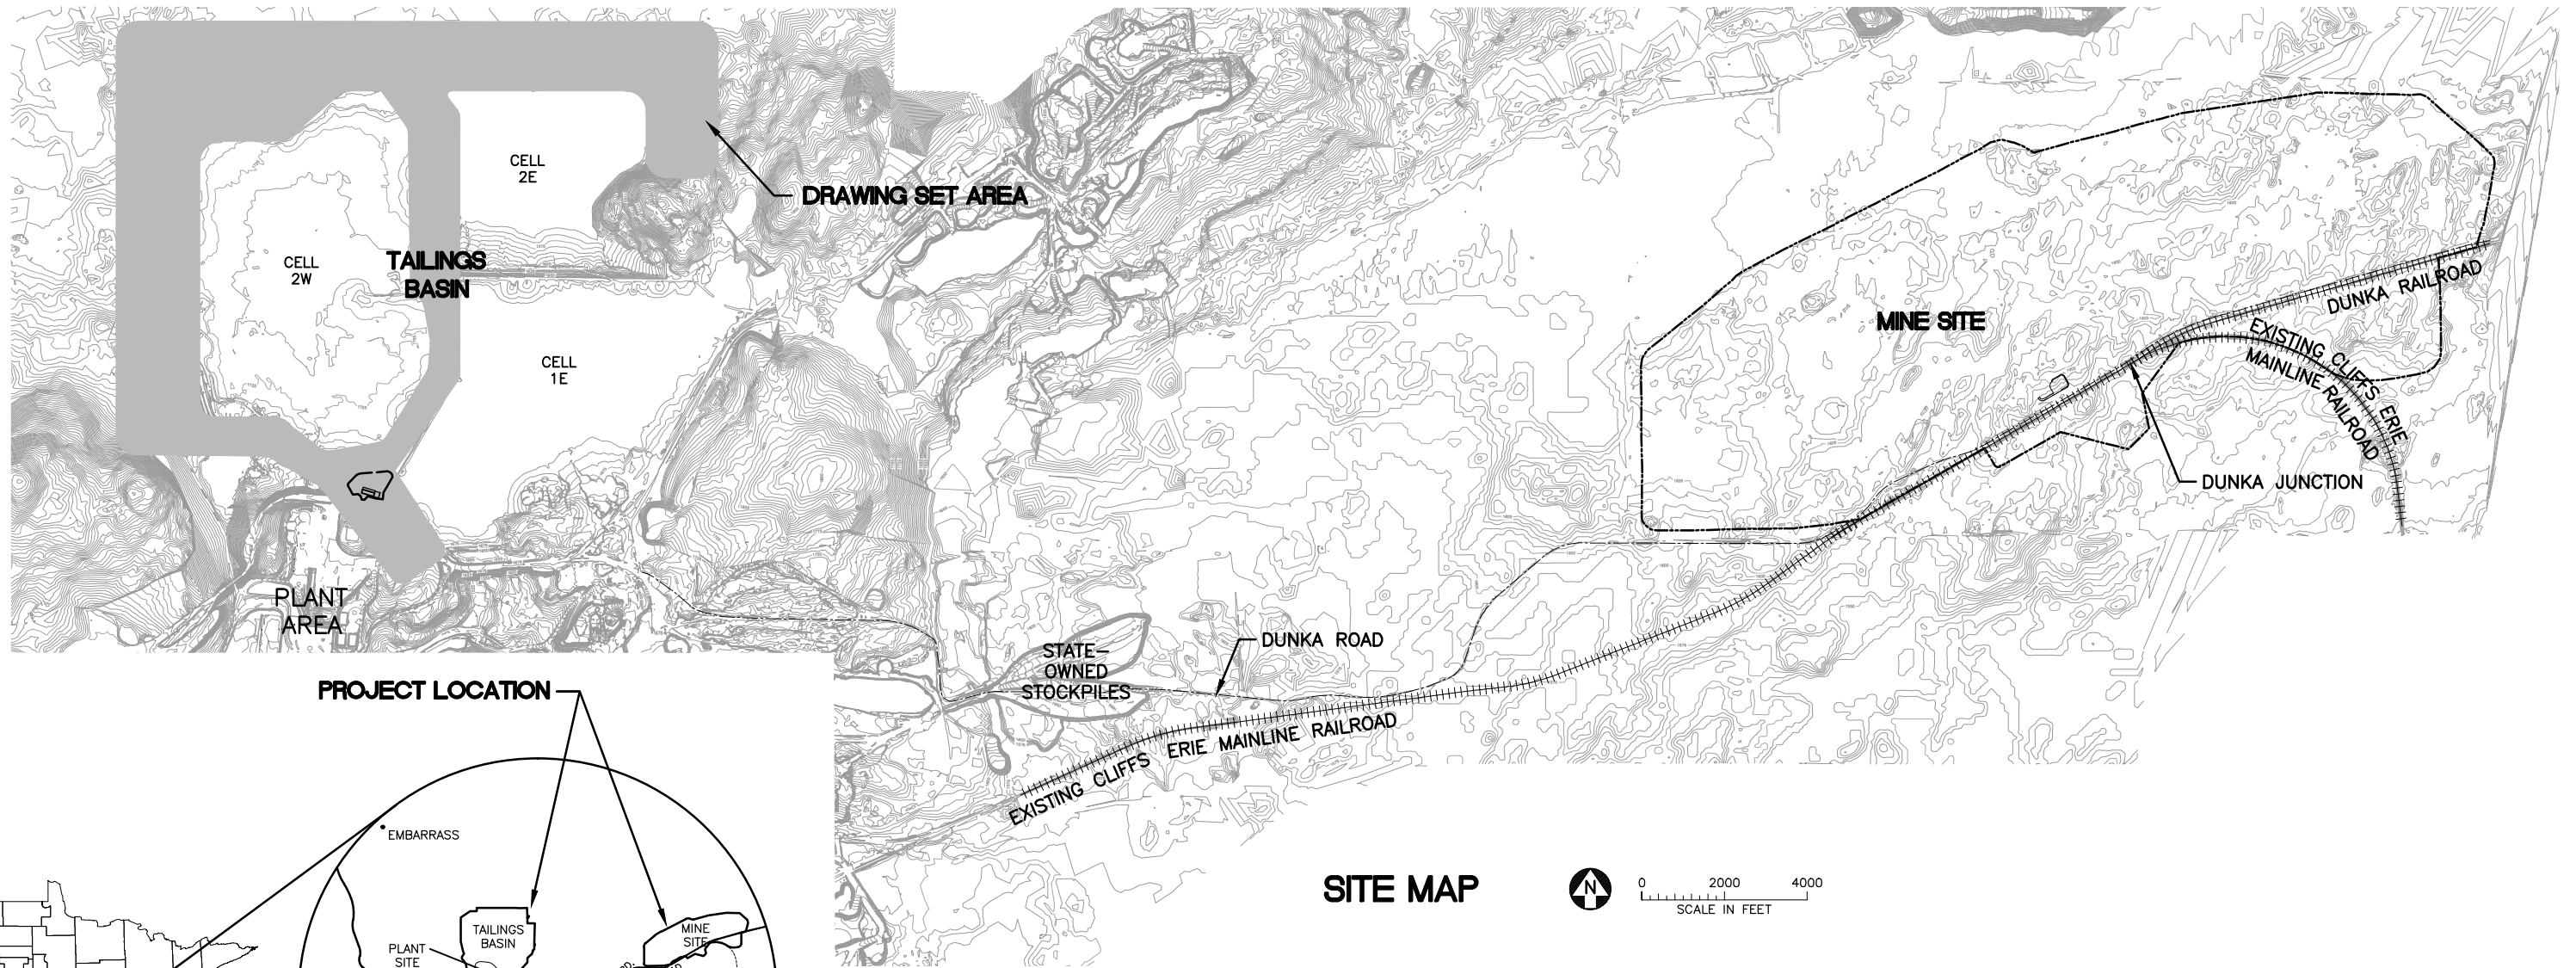 CELL
2E
DRAWING SET AREA
CELL
2W
TAILINGS
BASIN
CELL
1E
MINE SITE
DUNKA RAILROAD
EXISTING CLIFFS ERIE
MAINLINE RAILROAD
DUNKA JUNCTION
PLANT
AREA
STATE-
OWNED
STOCKPILES
DUNKA ROAD
EXISTING CLIFFS ERIE MAINLINE RAILROAD
PROJECT LOCATION
EMBARRASS
TAILINGS
BASIN
PLANT
SITE
MINE
SITE
SITE MAP
N
0 2000 4000
SCALE IN FEET